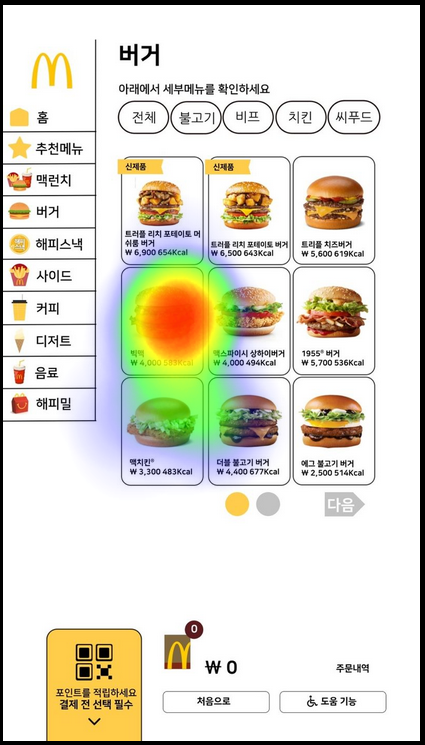 버거
아래에서 세부메뉴를 확인하세요
전체
불고기
비프
치킨
씨푸드
홈
추천메뉴
맥런치
버거
해피스낵
사이드
커피
디저트
음료
해피밀
신제품
트러플 리치 포테이토 머
쉬룸 버거
₩ 6,900 654Kcal
신제품
트러플 리치 포테이토 버거
₩ 6,500 643Kcal
트리플 치즈버거
₩ 5,600 619Kcal
빅맥
₩ 4,000 583Kcal
맥스파이시 상하이버거
₩ 4,000 494Kcal
1955® 버거
₩ 5,700 536Kcal
맥치킨®
₩ 3,300 483Kcal
더블 불고기 버거
₩ 4,400 677Kcal
에그 불고기 버거
₩ 2,500 514Kcal
다음
포인트를 적립하세요
결제 전 선택 필수
0
₩ 0
주문내역
처음으로
도움 기능